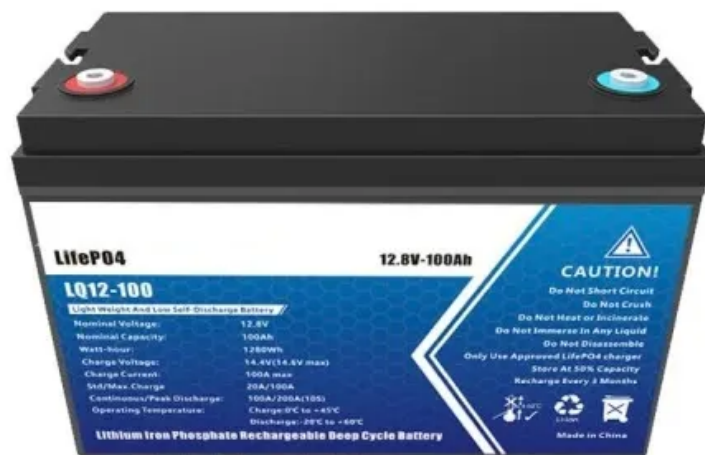 LifePO4
12.8V-100Ah
LQ12-100
Light Weight And Low Self-Discharge Battery
Nominal Voltage: 12.8V
Nominal Capacity: 100Ah
Watt-hour: 1280Wh
Charge Voltage: 14.4V(14.6V max)
Charge Current: 100A max
Std/Max.Charge 20A/100A
Continuous/Peak Discharge: 100A/200A(10S)
Operating Temperature: Charge:0℃ to +45℃
Discharge:-20℃ to +60℃
Lithium Iron Phosphate Rechargeable Deep Cycle Battery
CAUTION!
Do Not Short Circuit
Do Not Crush
Do Not Heat or Incinerate
Do Not Immerse In Any Liquid
Do Not Disassemble
Only Use Approved LifePO4 charger
Store At 50% Capacity
Recharge Every 3 Months
Li-ion
Made in China